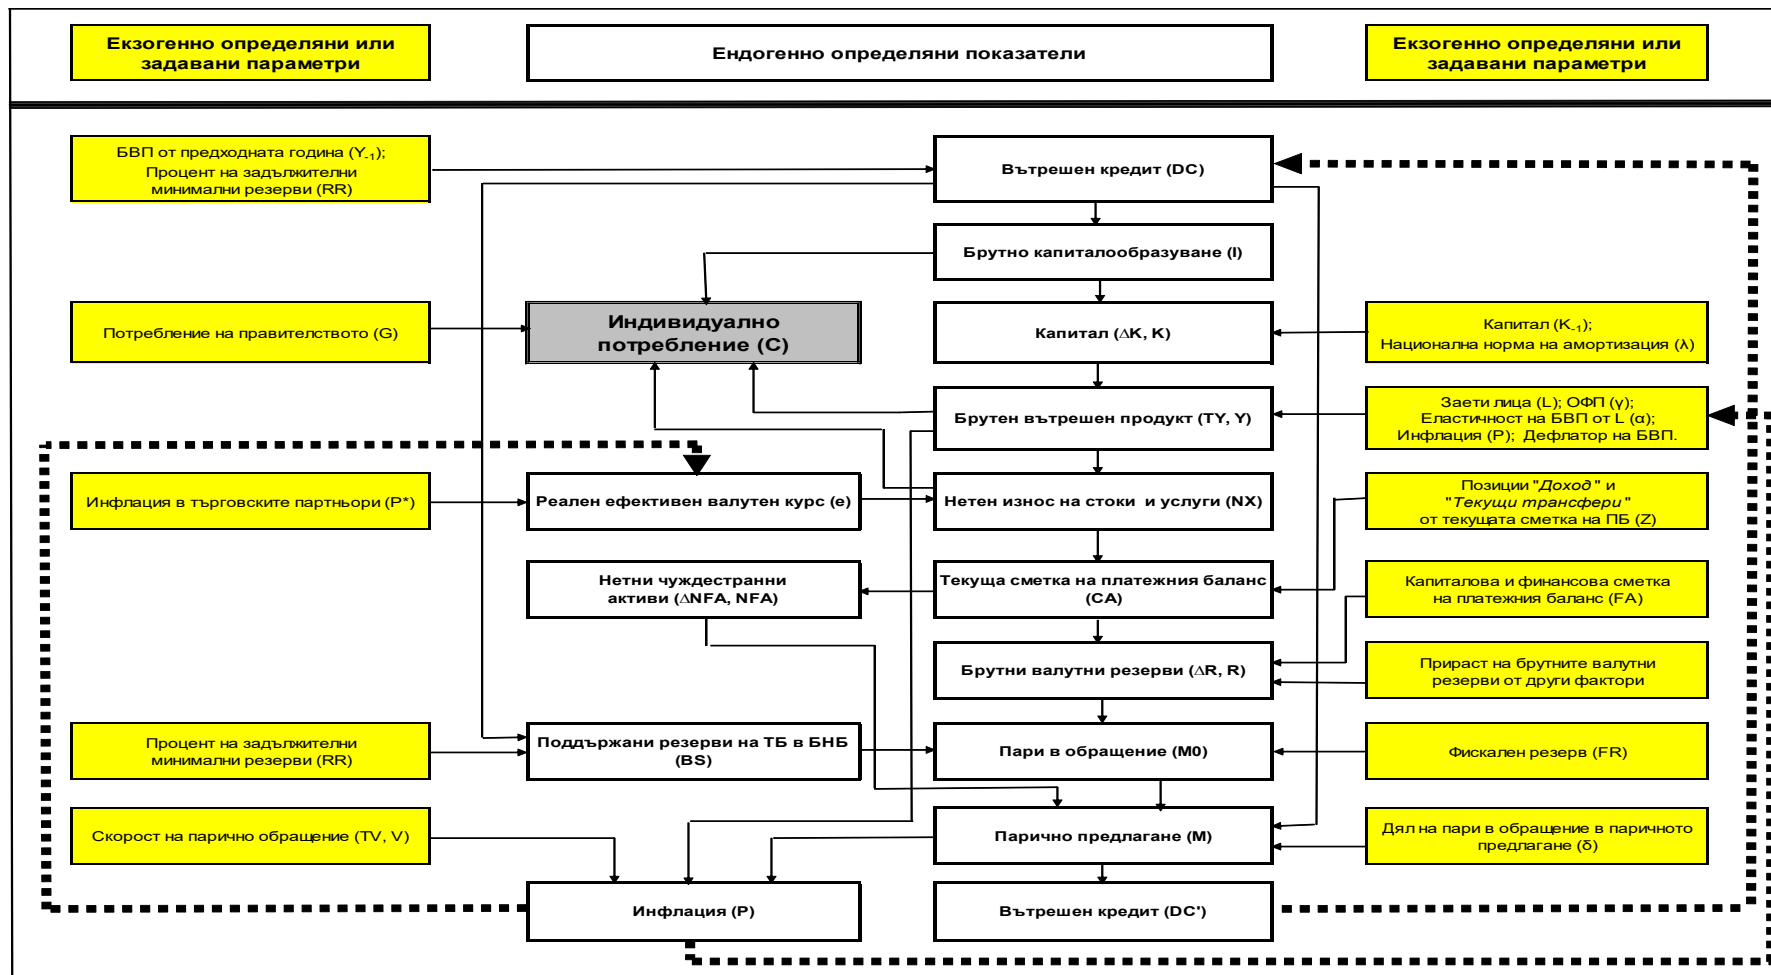 Екзогенно определяни или
задавани параметри
Ендогенно определяни показатели
Екзогенно определяни или
задавани параметри
БВП от предходната година (Y-1);
Процент на задължителни
минимални резерви (RR)
Вътрешен кредит (DC)
Брутно капиталообразуване (I)
Потребление на правителството (G)
Индивидуално
потребление (C)
Капитал (ΔK, K)
Капитал (K-1);
Национална норма на амортизация (λ)
Брутен вътрешен продукт (TY, Y)
Заети лица (L); ОФП (γ);
Еластичност на БВП от L (α);
Инфлация (P); Дефлатор на БВП.
Инфлация в търговските партньори (P*)
Реален ефективен валутен курс (e)
Нетен износ на стоки и услуги (NX)
Позиции "Доход" и
"Текущи трансфери"
от текущата сметка на ПБ (Z)
Нетни чуждестранни
активи (ΔNFA, NFA)
Текуща сметка на платежния баланс
(CA)
Капиталова и финансова сметка
на платежния баланс (FA)
Брутни валутни резерви (ΔR, R)
Прираст на брутните валутни
резерви от други фактори
Процент на задължителни
минимални резерви (RR)
Поддържани резерви на ТБ в БНБ
(BS)
Пари в обращение (M0)
Фискален резерв (FR)
Скорост на парично обращение (TV, V)
Парично предлагане (M)
Дял на пари в обращение в паричното
предлагане (δ)
Инфлация (P)
Вътрешен кредит (DC')